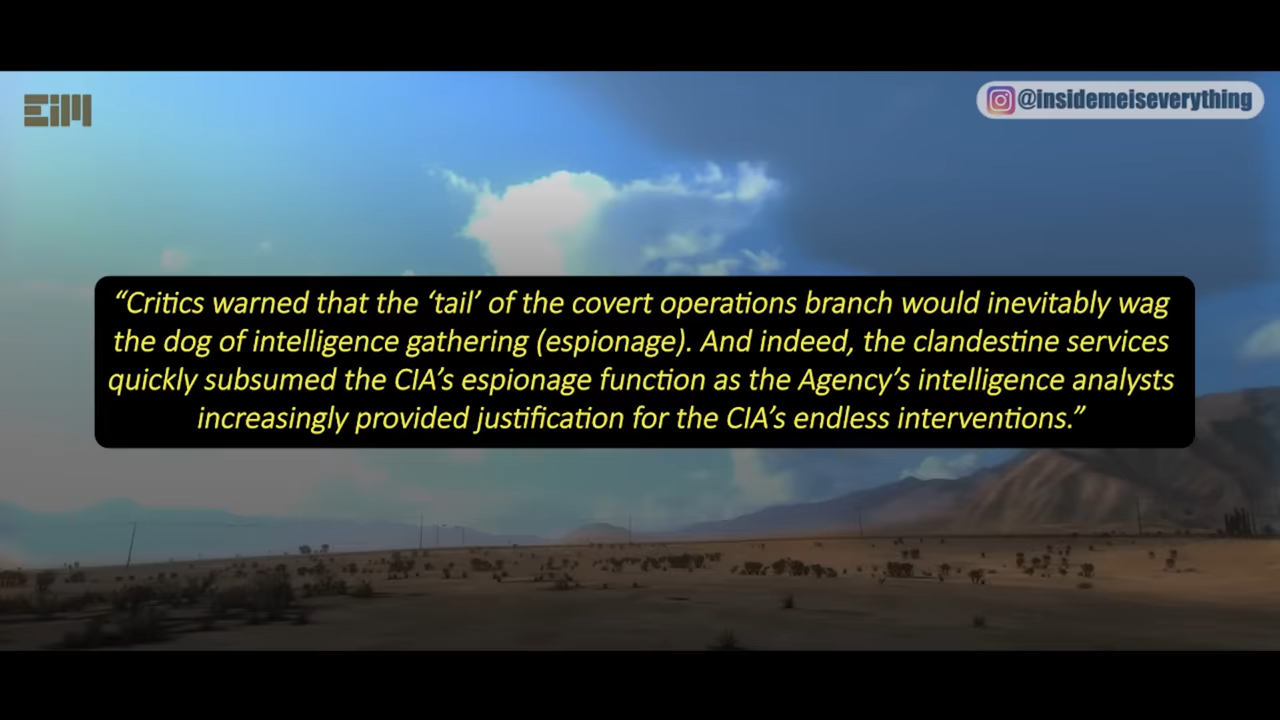 EiM
@insidemeiseverything
“Critics warned that the ‘tail’ of the covert operations branch would inevitably wag
the dog of intelligence gathering (espionage). And indeed, the clandestine services
quickly subsumed the CIA’s espionage function as the Agency’s intelligence analysts
increasingly provided justification for the CIA’s endless interventions.”